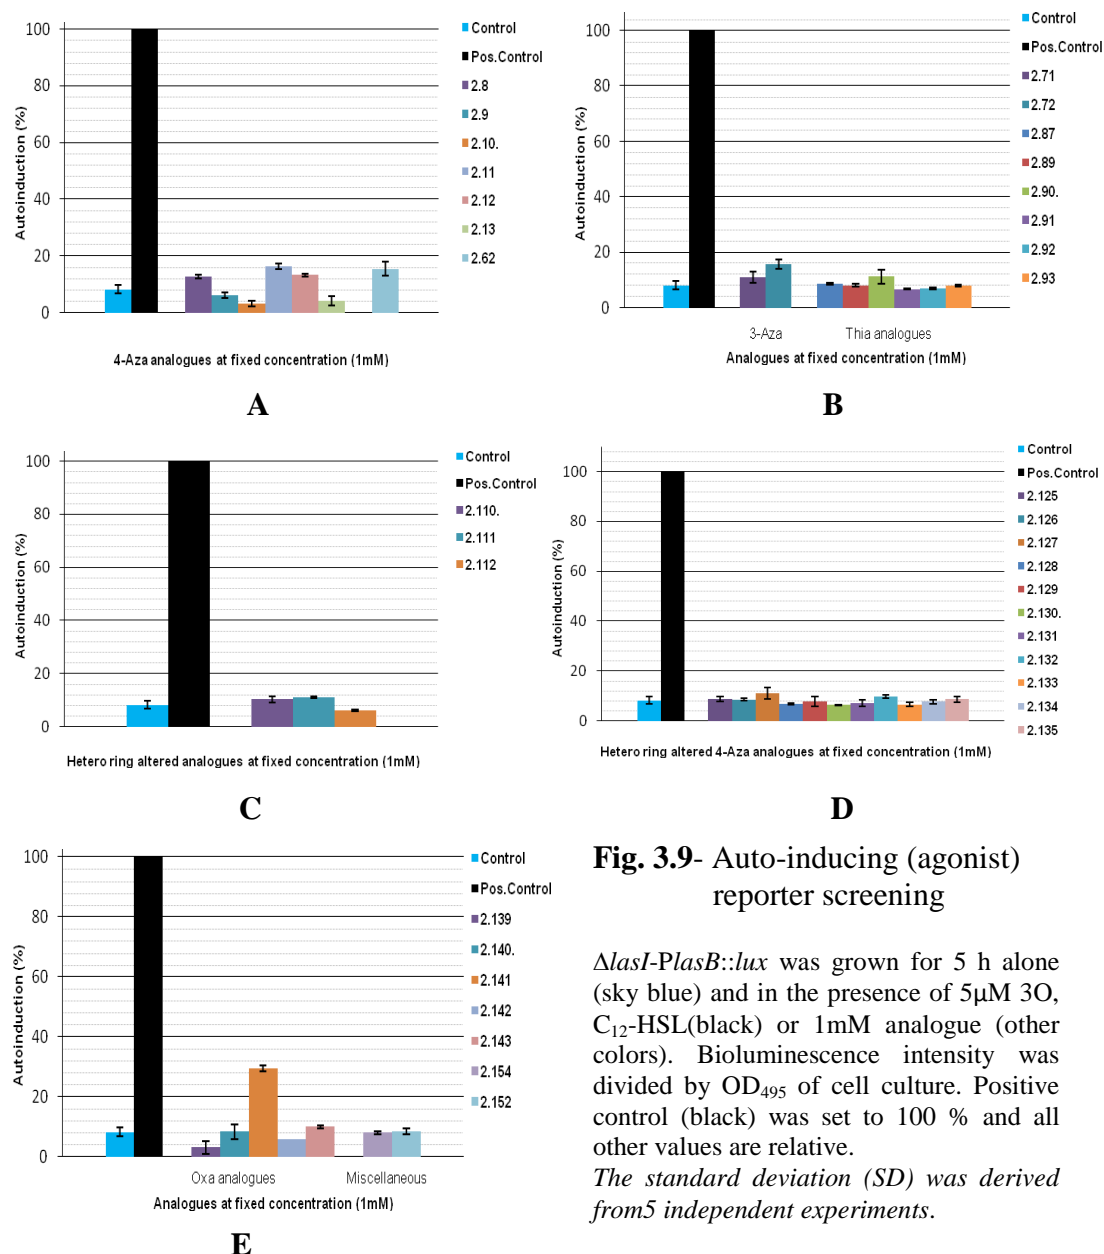 100
80
60
40
20
0
Autoinduction (%)
Control
Pos.Control
2.8
2.9
2.10.
2.11
2.12
2.13
2.62
4-Aza analogues at fixed concentration (1mM)
A
100
80
60
40
20
0
Autoinduction (%)
Control
Pos.Control
2.71
2.72
2.87
2.89
2.90.
2.91
2.92
2.93
3-Aza Thia analogues
Analogues at fixed concentration (1mM)
B
100
80
60
40
20
0
Autoinduction (%)
Control
Pos.Control
2.110.
2.111
2.112
Hetero ring altered analogues at fixed concentration (1mM)
C
100
80
60
40
20
0
Autoinduction (%)
Control
Pos.Control
2.125
2.126
2.127
2.128
2.129
2.130.
2.131
2.132
2.133
2.134
2.135
Hetero ring altered 4-Aza analogues at fixed concentration (1mM)
D
100
80
60
40
20
0
Autoinduction (%)
Control
Pos.Control
2.139
2.140.
2.141
2.142
2.143
2.154
2.152
Oxa analogues Miscellaneous
Analogues at fixed concentration (1mM)
E
Fig. 3.9- Auto-inducing (agonist)
reporter screening
ΔlasI-PlasB::lux was grown for 5 h alone
(sky blue) and in the presence of 5μM 3O,
C₁₂-HSL(black) or 1mM analogue (other
colors). Bioluminescence intensity was
divided by OD₄₉₅ of cell culture. Positive
control (black) was set to 100 % and all
other values are relative.
The standard deviation (SD) was derived
from5 independent experiments.